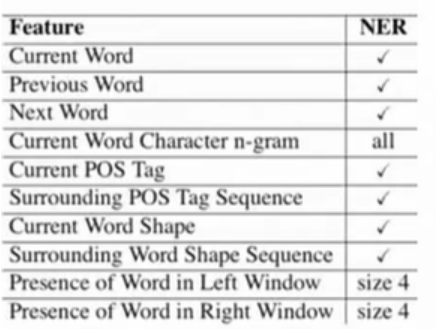 Feature NER
Current Word ✓
Previous Word ✓
Next Word ✓
Current Word Character n-gram all
Current POS Tag ✓
Surrounding POS Tag Sequence ✓
Current Word Shape ✓
Surrounding Word Shape Sequence ✓
Presence of Word in Left Window size 4
Presence of Word in Right Window size 4